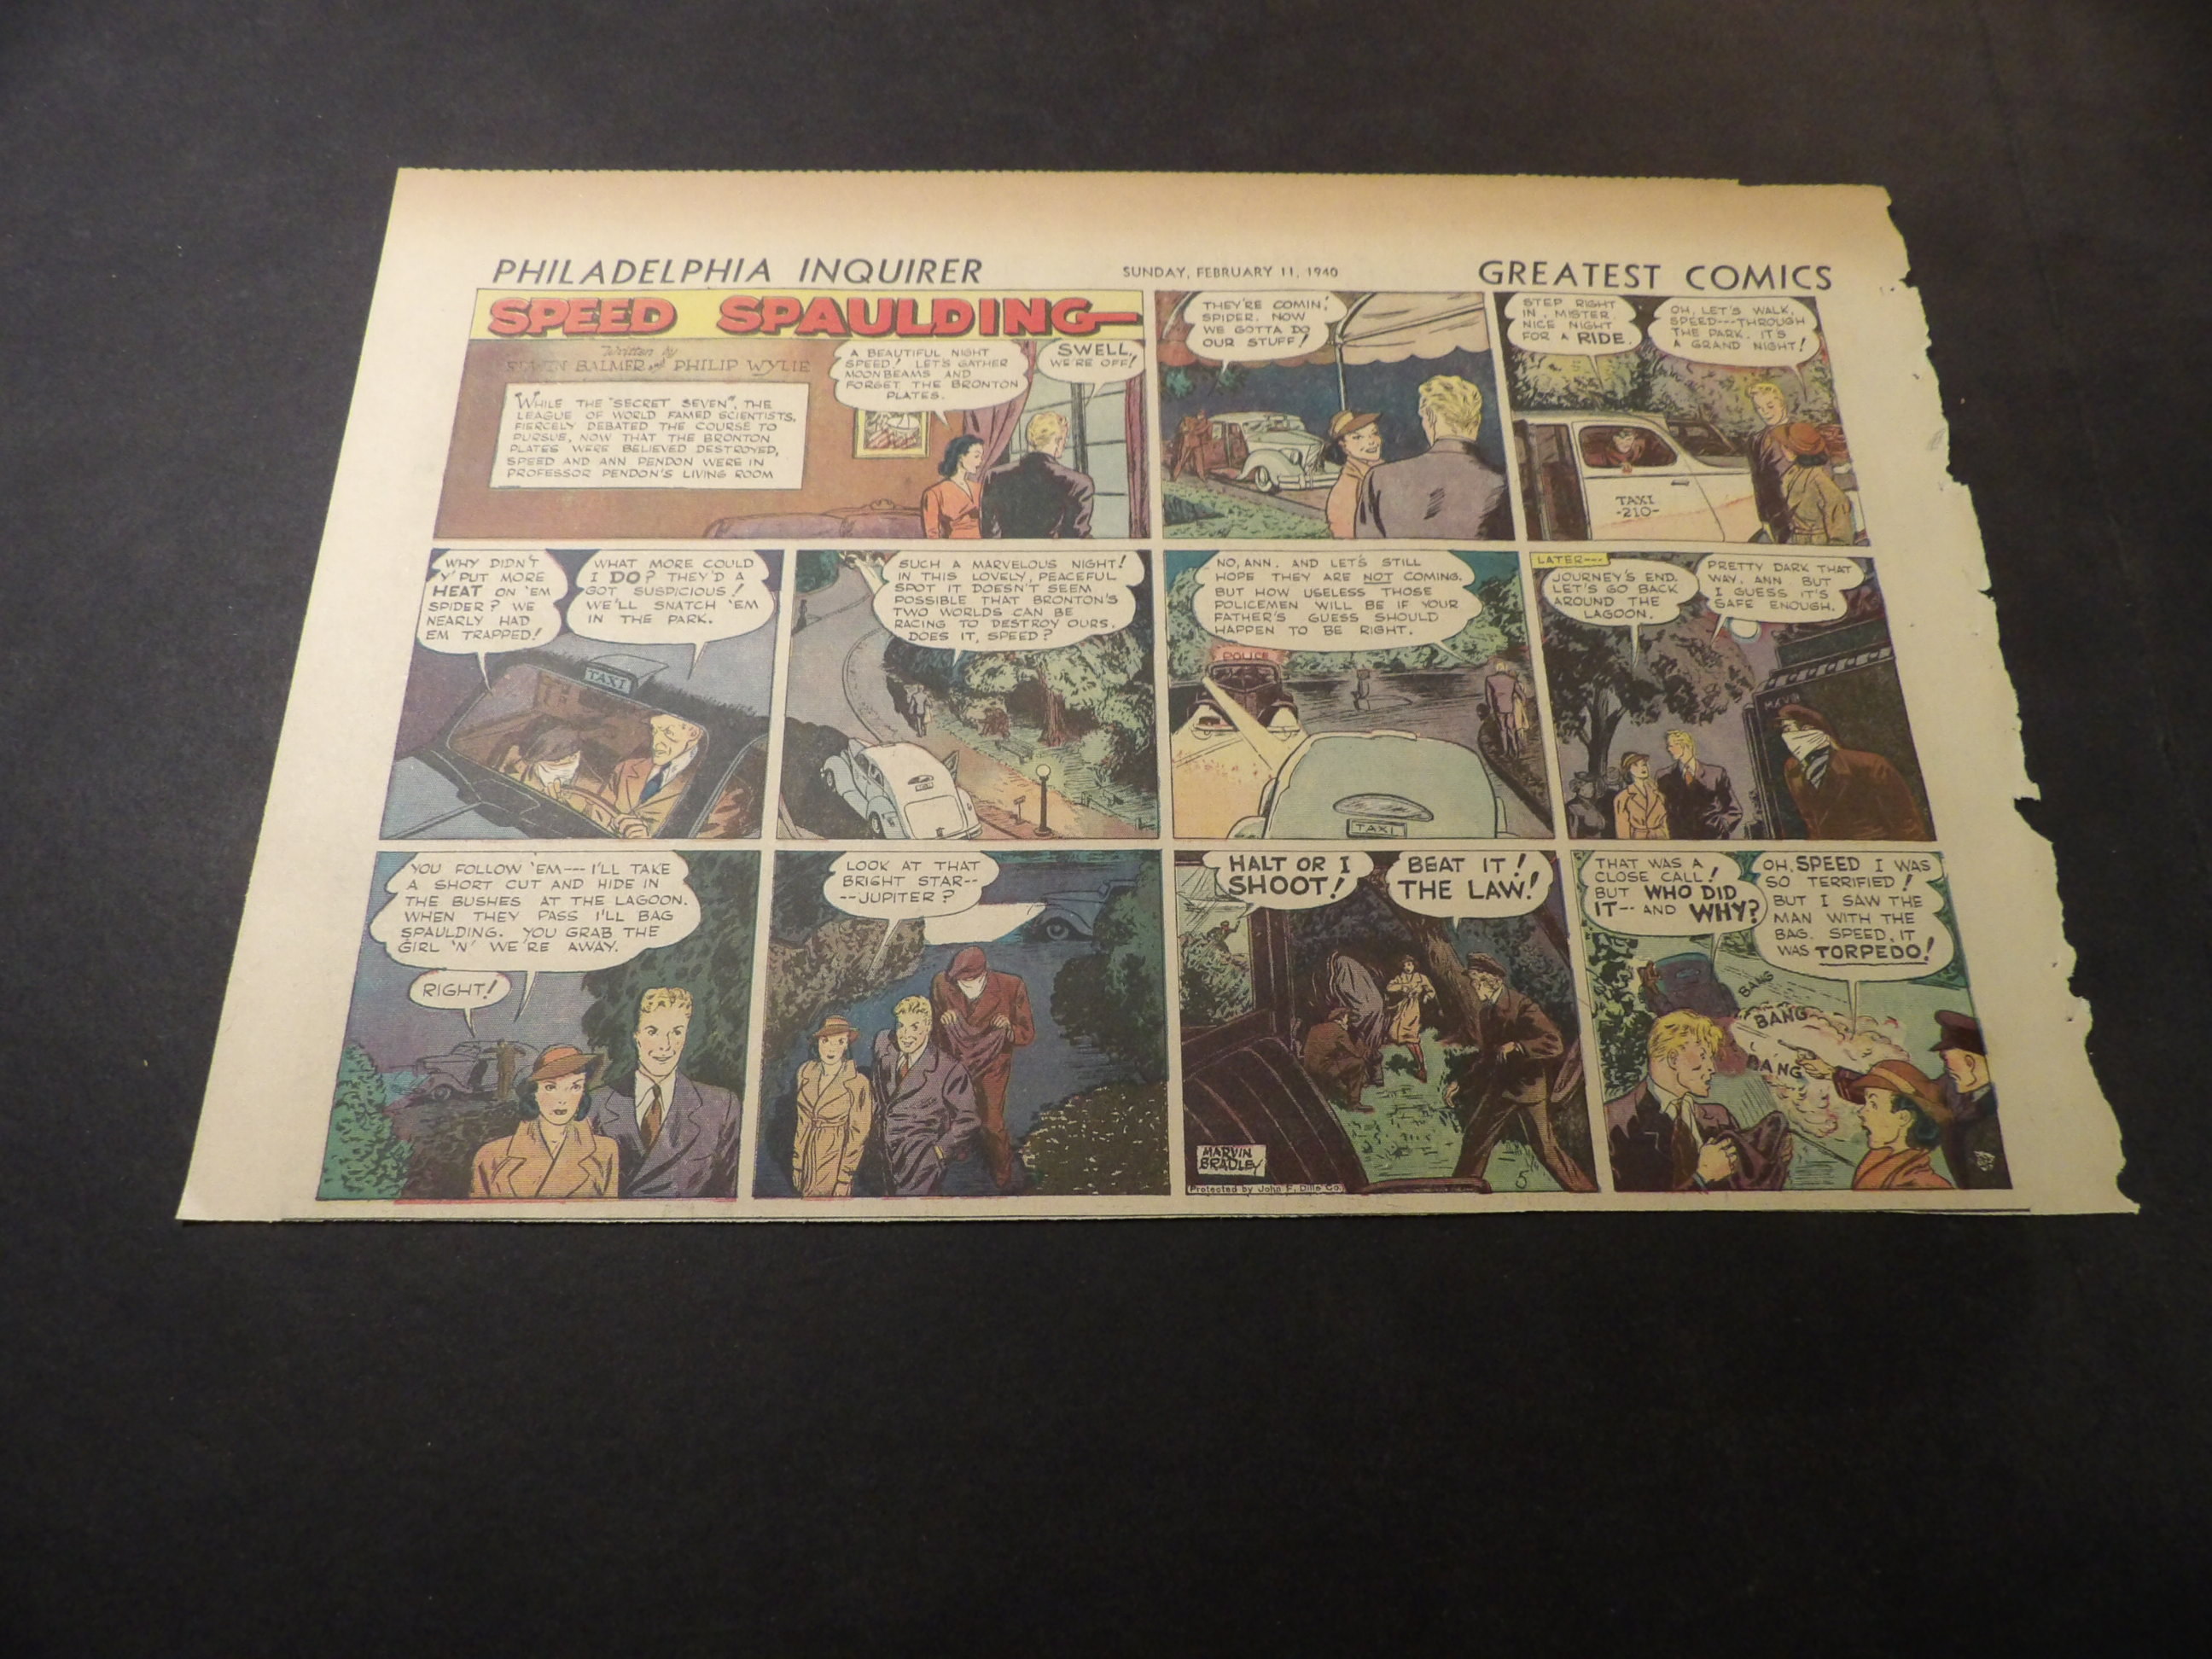 PHILADELPHIA INQUIRER
SUNDAY, FEBRUARY 11, 1940
GREATEST COMICS
SPEED SPAULDING—
Written by
EDWIN BALMER and PHILIP WYLIE
WHILE THE "SECRET SEVEN", THE
LEAGUE OF WORLD FAMED SCIENTISTS,
FIERCELY DEBATED THE COURSE TO
PURSUE, NOW THAT THE BRONTON
PLATES WERE BELIEVED DESTROYED,
SPEED AND ANN PENDON WERE IN
PROFESSOR PENDON'S LIVING ROOM
A BEAUTIFUL NIGHT
SPEED! LET'S GATHER
MOONBEAMS AND
FORGET THE BRONTON
PLATES.
SWELL,
WE'RE OFF!
THEY'RE COMIN'
SPIDER. NOW
WE GOTTA DO
OUR STUFF!
STEP RIGHT
IN, MISTER.
NICE NIGHT
FOR A RIDE.
OH, LET'S WALK,
SPEED---THROUGH
THE PARK. IT'S
A GRAND NIGHT!
TAXI
-210-
WHY DIDN'T
Y'PUT MORE
HEAT ON 'EM
SPIDER? WE
NEARLY HAD
EM TRAPPED!
WHAT MORE COULD
I DO? THEY'D A
GOT SUSPICIOUS!
WE'LL SNATCH 'EM
IN THE PARK.
TAXI
SUCH A MARVELOUS NIGHT!
IN THIS LOVELY, PEACEFUL
SPOT IT DOESN'T SEEM
POSSIBLE THAT BRONTON'S
TWO WORLDS CAN BE
RACING TO DESTROY OURS.
DOES IT, SPEED?
NO, ANN. AND LET'S STILL
HOPE THEY ARE NOT COMING.
BUT HOW USELESS THOSE
POLICEMEN WILL BE IF YOUR
FATHER'S GUESS SHOULD
HAPPEN TO BE RIGHT.
POLICE
TAXI
LATER---
JOURNEY'S END.
LET'S GO BACK
AROUND THE
LAGOON.
PRETTY DARK THAT
WAY, ANN. BUT
I GUESS IT'S
SAFE ENOUGH.
YOU FOLLOW 'EM--- I'LL TAKE
A SHORT CUT AND HIDE IN
THE BUSHES AT THE LAGOON.
WHEN THEY PASS I'LL BAG
SPAULDING. YOU GRAB THE
GIRL 'N' WE'RE AWAY.
RIGHT!
LOOK AT THAT
BRIGHT STAR--
--JUPITER?
HALT OR I
SHOOT!
BEAT IT!
THE LAW!
MARVIN
BRADLEY
Protected by John F. Dille Co.
5
THAT WAS A
CLOSE CALL!
BUT WHO DID
IT-- AND WHY?
OH, SPEED I WAS
SO TERRIFIED!
BUT I SAW THE
MAN WITH THE
BAG. SPEED, IT
WAS TORPEDO!
BANG
BANG
BANG